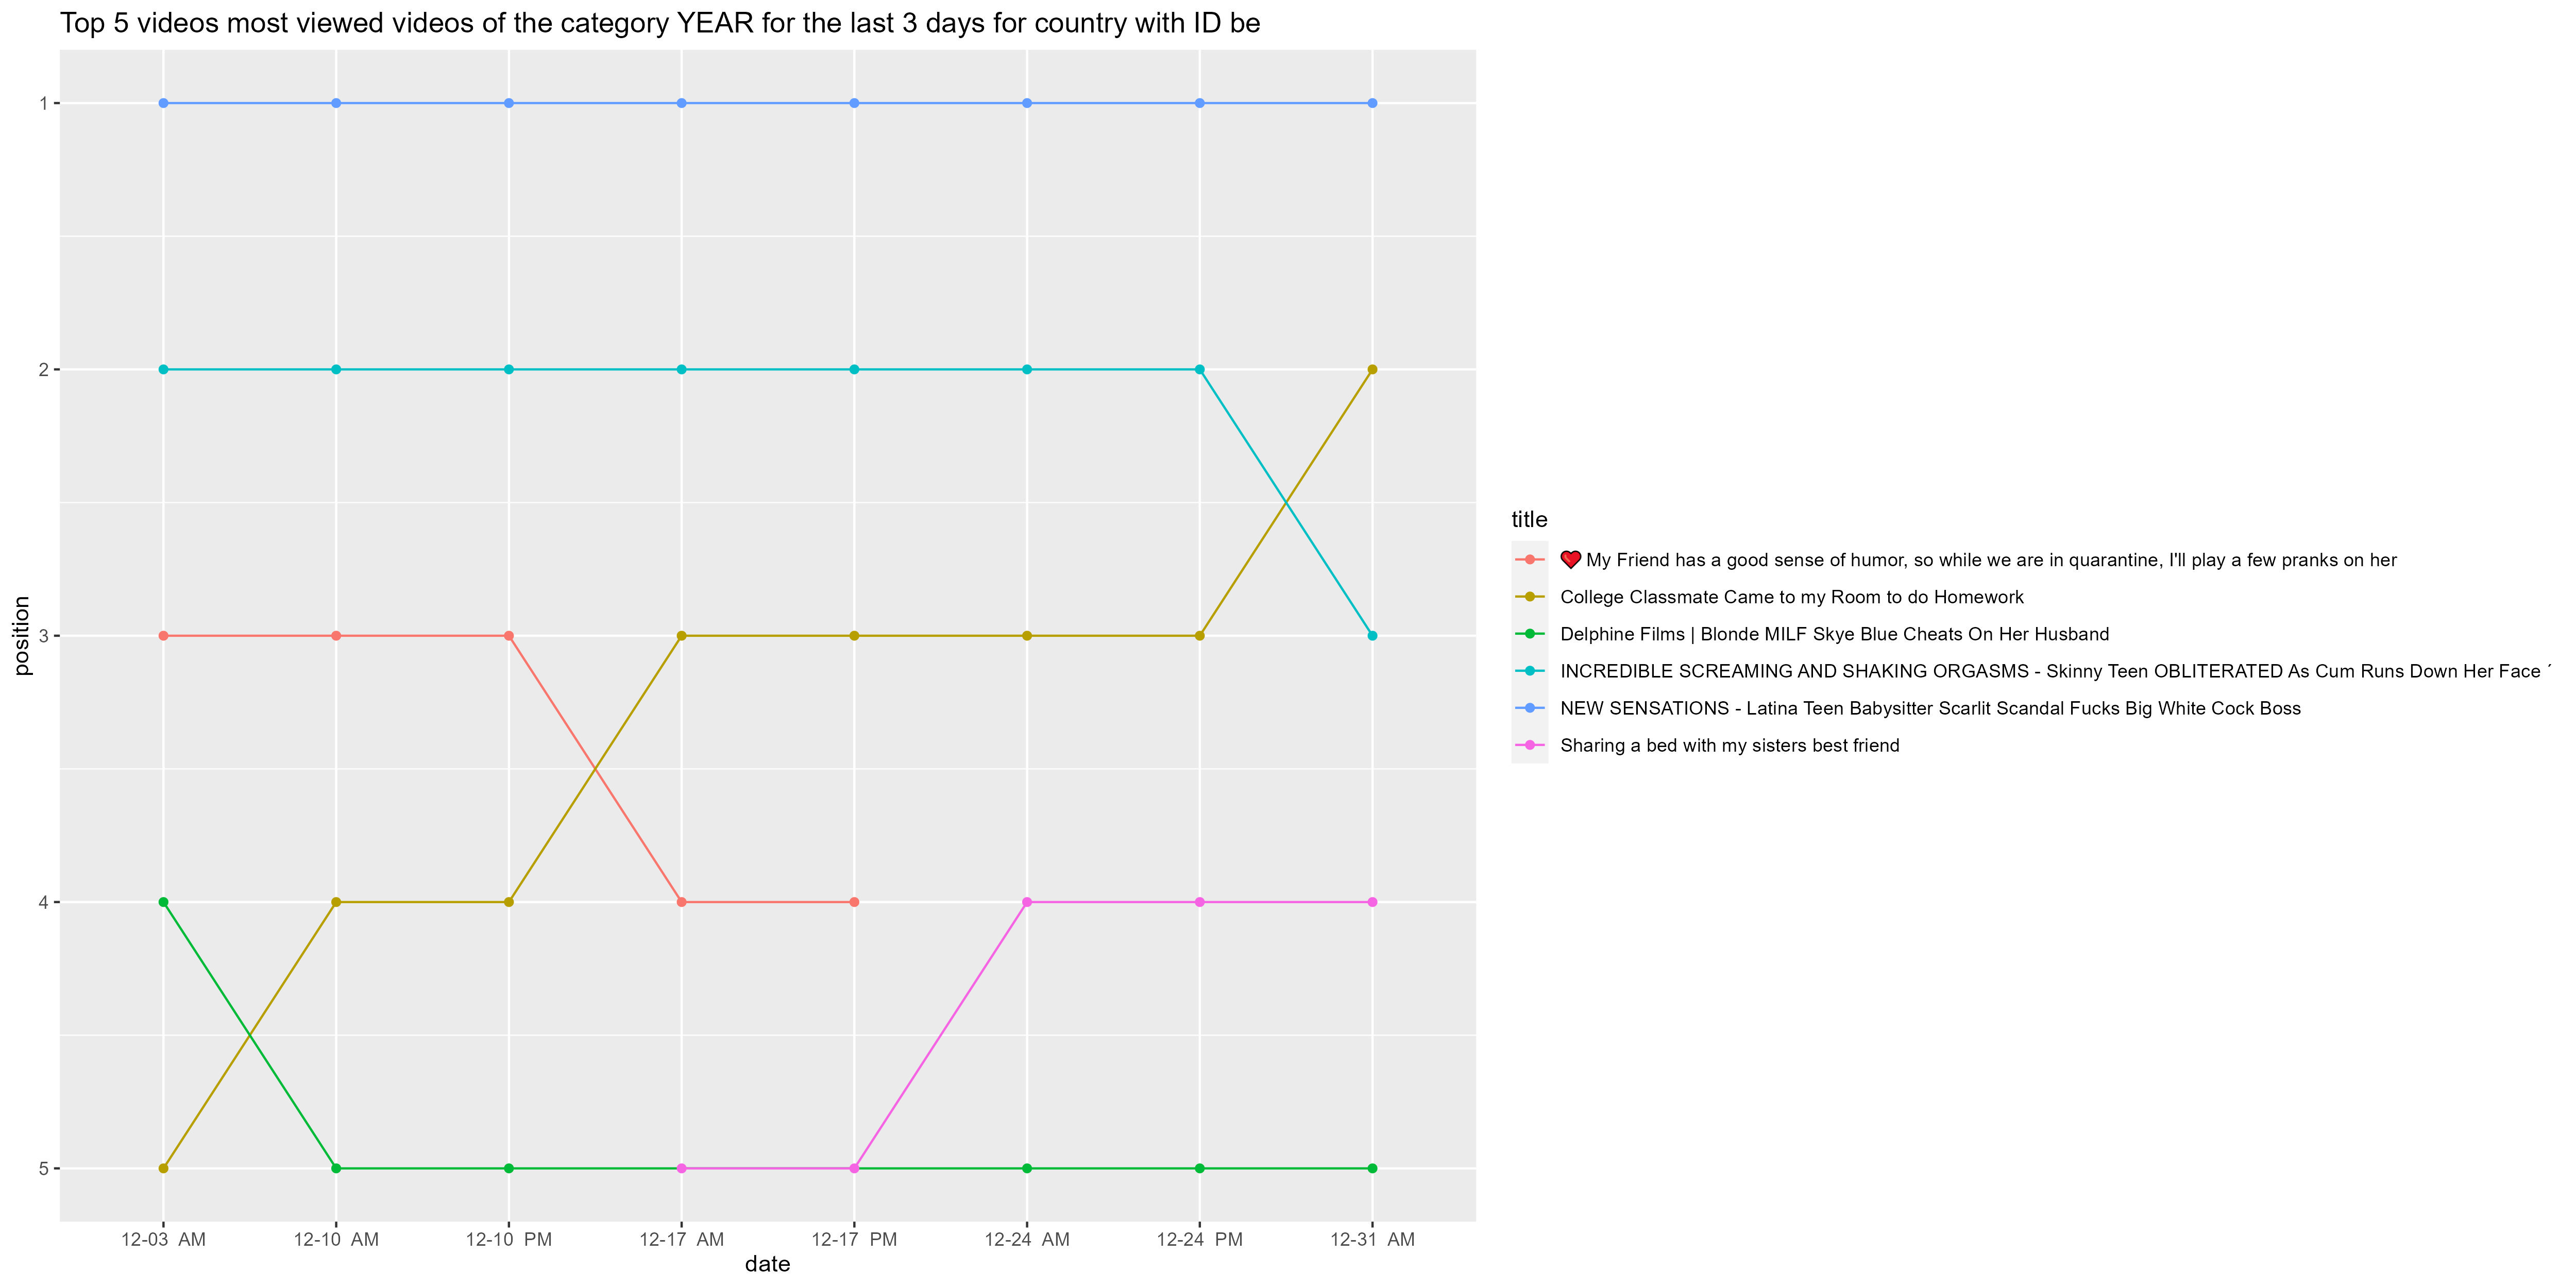 Top 5 videos most viewed videos of the category YEAR for the last 3 days for country with ID be
position
1
2
3
4
5
12-03 AM
12-10 AM
12-10 PM
12-17 AM
12-17 PM
12-24 AM
12-24 PM
12-31 AM
date
title
❤️ My Friend has a good sense of humor, so while we are in quarantine, I'll play a few pranks on her
College Classmate Came to my Room to do Homework
Delphine Films | Blonde MILF Skye Blue Cheats On Her Husband
INCREDIBLE SCREAMING AND SHAKING ORGASMS - Skinny Teen OBLITERATED As Cum Runs Down Her Face
NEW SENSATIONS - Latina Teen Babysitter Scarlit Scandal Fucks Big White Cock Boss
Sharing a bed with my sisters best friend